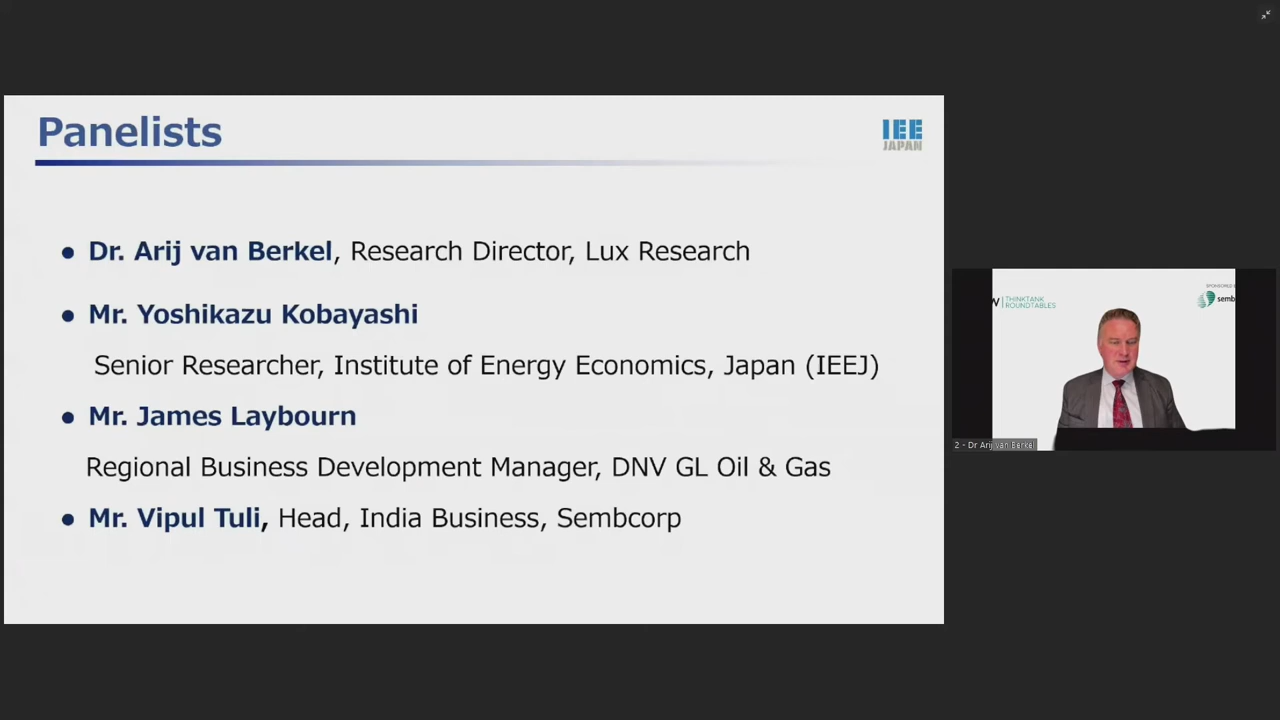 Panelists
IEE
JAPAN
● Dr. Arij van Berkel, Research Director, Lux Research
● Mr. Yoshikazu Kobayashi
Senior Researcher, Institute of Energy Economics, Japan (IEEJ)
● Mr. James Laybourn
Regional Business Development Manager, DNV GL Oil & Gas
● Mr. Vipul Tuli, Head, India Business, Sembcorp
W | THINKTANK
ROUNDTABLES
semb
2 - Dr Arij van Berkel